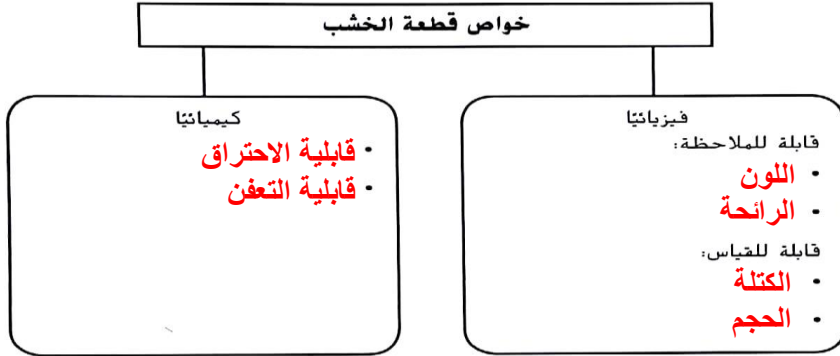 خواص قطعة الخشب
فيزيائيًا
قابلة للملاحظة:
• اللون
• الرائحة
قابلة للقياس:
• الكتلة
• الحجم
كيميائيًا
• قابلية الاحتراق
• قابلية التعفن